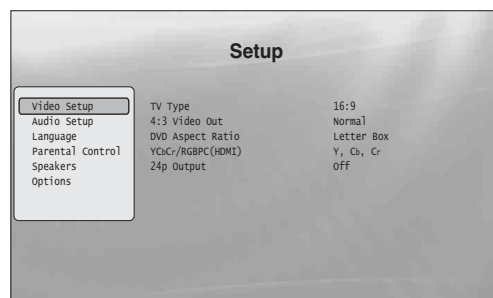 Setup
Video Setup
Audio Setup
Language
Parental Control
Speakers
Options
TV Type 16:9
4:3 Video Out Normal
DVD Aspect Ratio Letter Box
YCbCr/RGBPC(HDMI) Y, Cb, Cr
24p Output Off